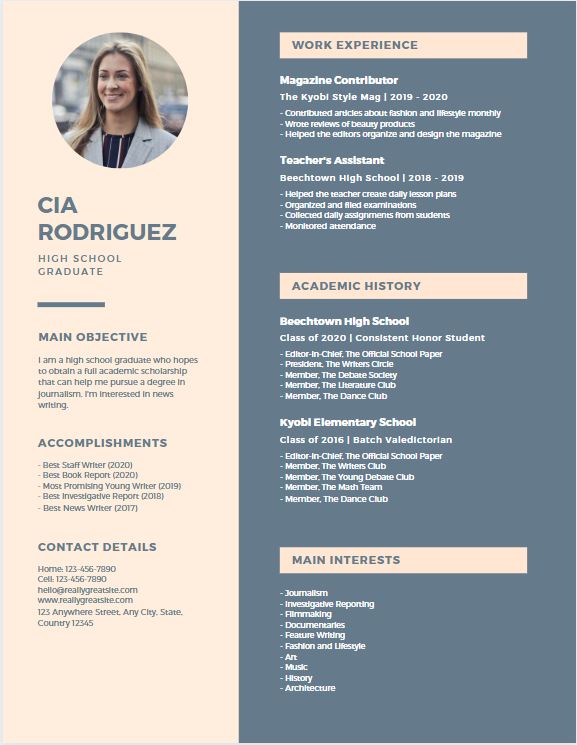 CIA
RODRIGUEZ
HIGH SCHOOL
GRADUATE
MAIN OBJECTIVE
I am a high school graduate who hopes
to obtain a full academic scholarship
that can help me pursue a degree in
journalism. I'm interested in news
writing.
ACCOMPLISHMENTS
- Best Staff Writer (2020)
- Best Book Report (2020)
- Most Promising Young Writer (2019)
- Best Investigative Report (2018)
- Best News Writer (2017)
CONTACT DETAILS
Home: 123-456-7890
Cell: 123-456-7890
hello@reallygreatsite.com
www.reallygreatsite.com
123 Anywhere Street, Any City, State,
Country 12345
WORK EXPERIENCE
Magazine Contributor
The Kyobi Style Mag | 2019 - 2020
- Contributed articles about fashion and lifestyle monthly
- Wrote reviews of beauty products
- Helped the editors organize and design the magazine
Teacher's Assistant
Beechtown High School | 2018 - 2019
- Helped the teacher create daily lesson plans
- Organized and filed examinations
- Collected daily assignments from students
- Monitored attendance
ACADEMIC HISTORY
Beechtown High School
Class of 2020 | Consistent Honor Student
- Editor-in-Chief, The Official School Paper
- President, The Writers Circle
- Member, The Debate Society
- Member, The Literature Club
- Member, The Dance Club
Kyobi Elementary School
Class of 2016 | Batch Valedictorian
- Editor-in-Chief, The Official School Paper
- Member, The Writers Club
- Member, The Young Debate Club
- Member, The Math Team
- Member, The Dance Club
MAIN INTERESTS
- Journalism
- Investigative Reporting
- Filmmaking
- Documentaries
- Feature Writing
- Fashion and Lifestyle
- Art
- Music
- History
- Architecture